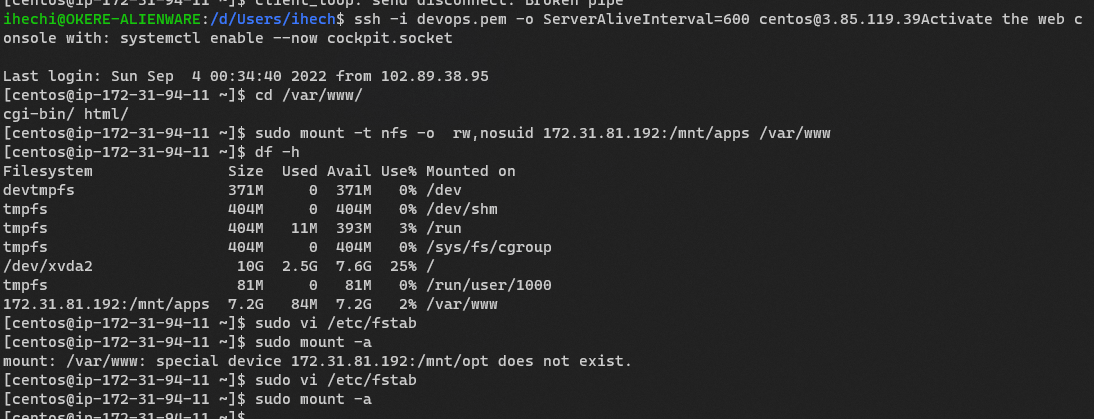 client_loop: send disconnect: Broken pipe
ihechi@OKERE-ALIENWARE:/d/Users/ihech$ ssh -i devops.pem -o ServerAliveInterval=600 centos@3.85.119.39Activate the web c
onsole with: systemctl enable --now cockpit.socket
Last login: Sun Sep  4 00:34:40 2022 from 102.89.38.95
[centos@ip-172-31-94-11 ~]$ cd /var/www/
cgi-bin/ html/
[centos@ip-172-31-94-11 ~]$ sudo mount -t nfs -o  rw,nosuid 172.31.81.192:/mnt/apps /var/www
[centos@ip-172-31-94-11 ~]$ df -h
Filesystem               Size  Used Avail Use% Mounted on
devtmpfs                 371M     0  371M   0% /dev
tmpfs                    404M     0  404M   0% /dev/shm
tmpfs                    404M   11M  393M   3% /run
tmpfs                    404M     0  404M   0% /sys/fs/cgroup
/dev/xvda2                10G  2.5G  7.6G  25% /
tmpfs                     81M     0   81M   0% /run/user/1000
172.31.81.192:/mnt/apps  7.2G   84M  7.2G   2% /var/www
[centos@ip-172-31-94-11 ~]$ sudo vi /etc/fstab
[centos@ip-172-31-94-11 ~]$ sudo mount -a
mount: /var/www: special device 172.31.81.192:/mnt/opt does not exist.
[centos@ip-172-31-94-11 ~]$ sudo vi /etc/fstab
[centos@ip-172-31-94-11 ~]$ sudo mount -a
[centos@ip-172-31-94-11 ~]$